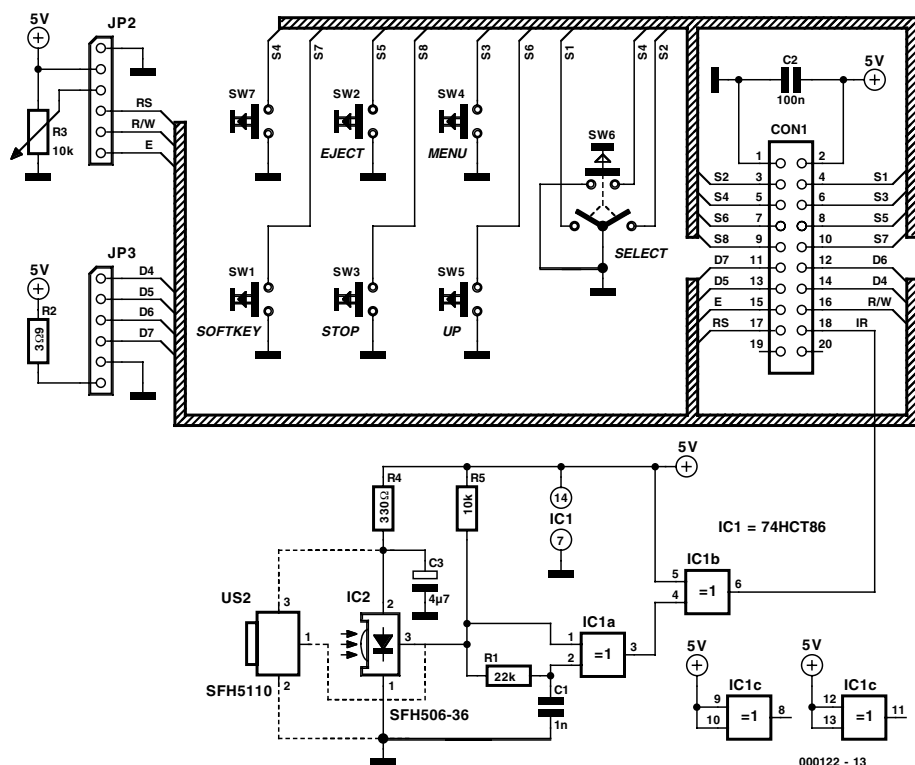 5V
JP2
RS
R/W
E
R3
10k
5V
JP3
R2
3Ω9
D4
D5
D6
D7
S4
S7
S5
S8
S3
S6
S1
S4
S2
SW7
SW2
EJECT
SW4
MENU
SW6
SELECT
SW1
SOFTKEY
SW3
STOP
SW5
UP
C2
100n
5V
CON1
1
2
S2
3
4
S1
S4
5
6
S3
S6
7
8
S5
S8
9
10
S7
D7
11
12
D6
D5
13
14
D4
E
15
16
R/W
RS
17
18
IR
19
20
5V
R4
330Ω
R5
10k
14
IC1
7
IC1 = 74HCT86
C3
4µ7
US2
3
1
2
SFH5110
IC2
2
3
1
SFH506-36
R1
22k
C1
1n
IC1a
1
2
=1
3
IC1b
5
4
=1
6
5V
IC1c
9
10
=1
8
5V
IC1c
12
13
=1
11
000122 - 13